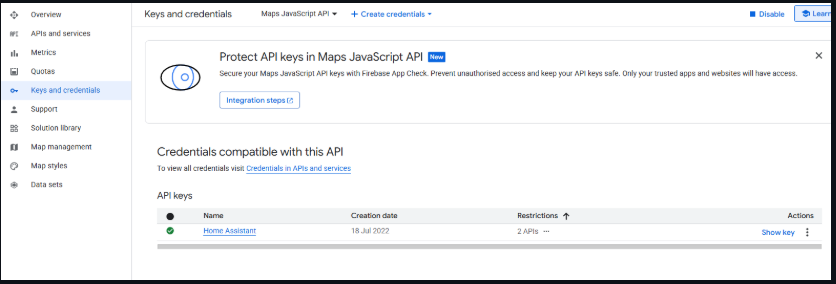 Overview
APIs and services
Metrics
Quotas
Keys and credentials
Support
Solution library
Map management
Map styles
Data sets
Keys and credentials
Maps JavaScript API
Create credentials
Disable
Learn
Protect API keys in Maps JavaScript API New
Secure your Maps JavaScript API keys with Firebase App Check. Prevent unauthorised access and keep your API keys safe. Only your trusted apps and websites will have access.
Integration steps
Credentials compatible with this API
To view all credentials visit Credentials in APIs and services
API keys
Name Creation date Restrictions Actions
Home Assistant 18 Jul 2022 2 APIs Show key